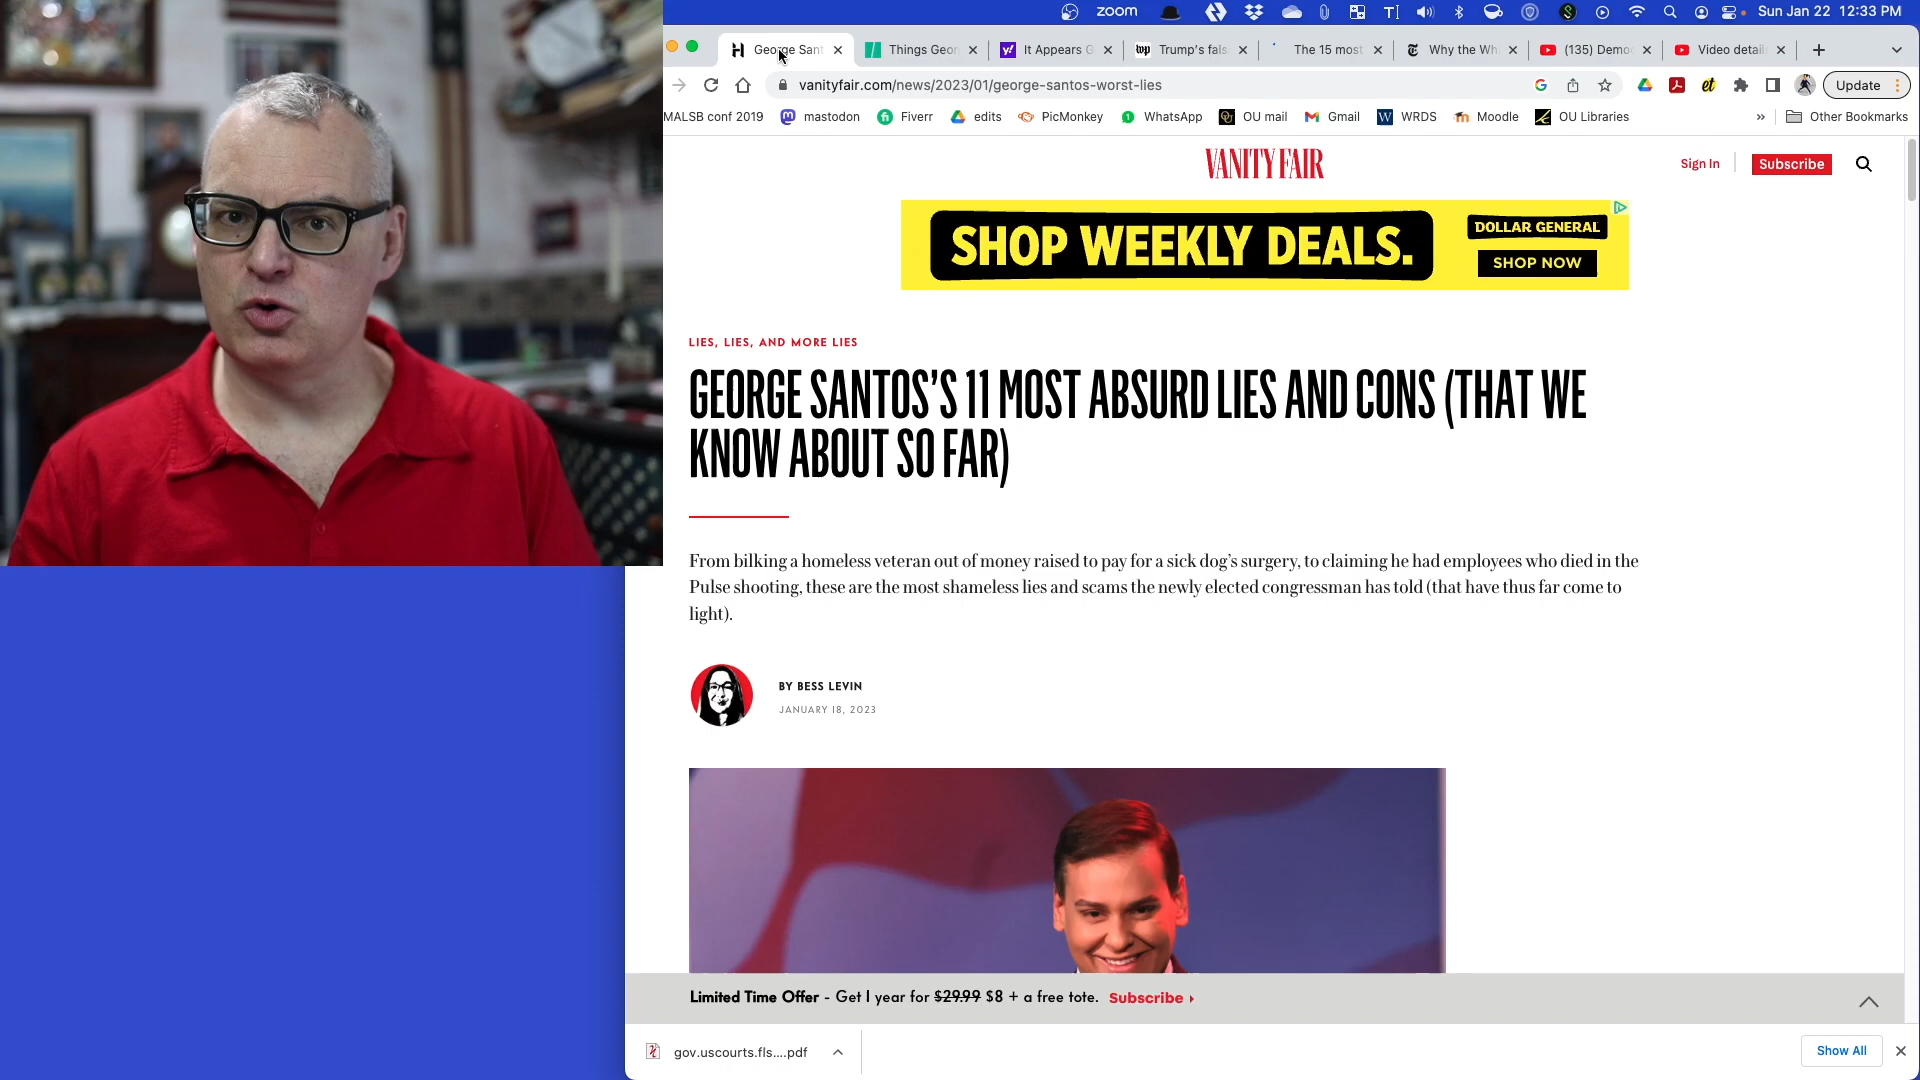 zoom
Sun Jan 22 12:33 PM
George Sant
Things Geor
It Appears G
Trump's fals
The 15 most
Why the Wh
(135) Demo
Video detail
vanityfair.com/news/2023/01/george-santos-worst-lies
Update
MALSB conf 2019
mastodon
Fiverr
edits
PicMonkey
WhatsApp
OU mail
Gmail
WRDS
Moodle
OU Libraries
Other Bookmarks
VANITY FAIR
Sign In
Subscribe
SHOP WEEKLY DEALS.
DOLLAR GENERAL
SHOP NOW
LIES, LIES, AND MORE LIES
GEORGE SANTOS'S 11 MOST ABSURD LIES AND CONS (THAT WE
KNOW ABOUT SO FAR)
From bilking a homeless veteran out of money raised to pay for a sick dog's surgery, to claiming he had employees who died in the
Pulse shooting, these are the most shameless lies and scams the newly elected congressman has told (that have thus far come to
light).
BY BESS LEVIN
JANUARY 18, 2023
Limited Time Offer - Get 1 year for $29.99 $8 + a free tote. Subscribe
gov.uscourts.fls....pdf
Show All